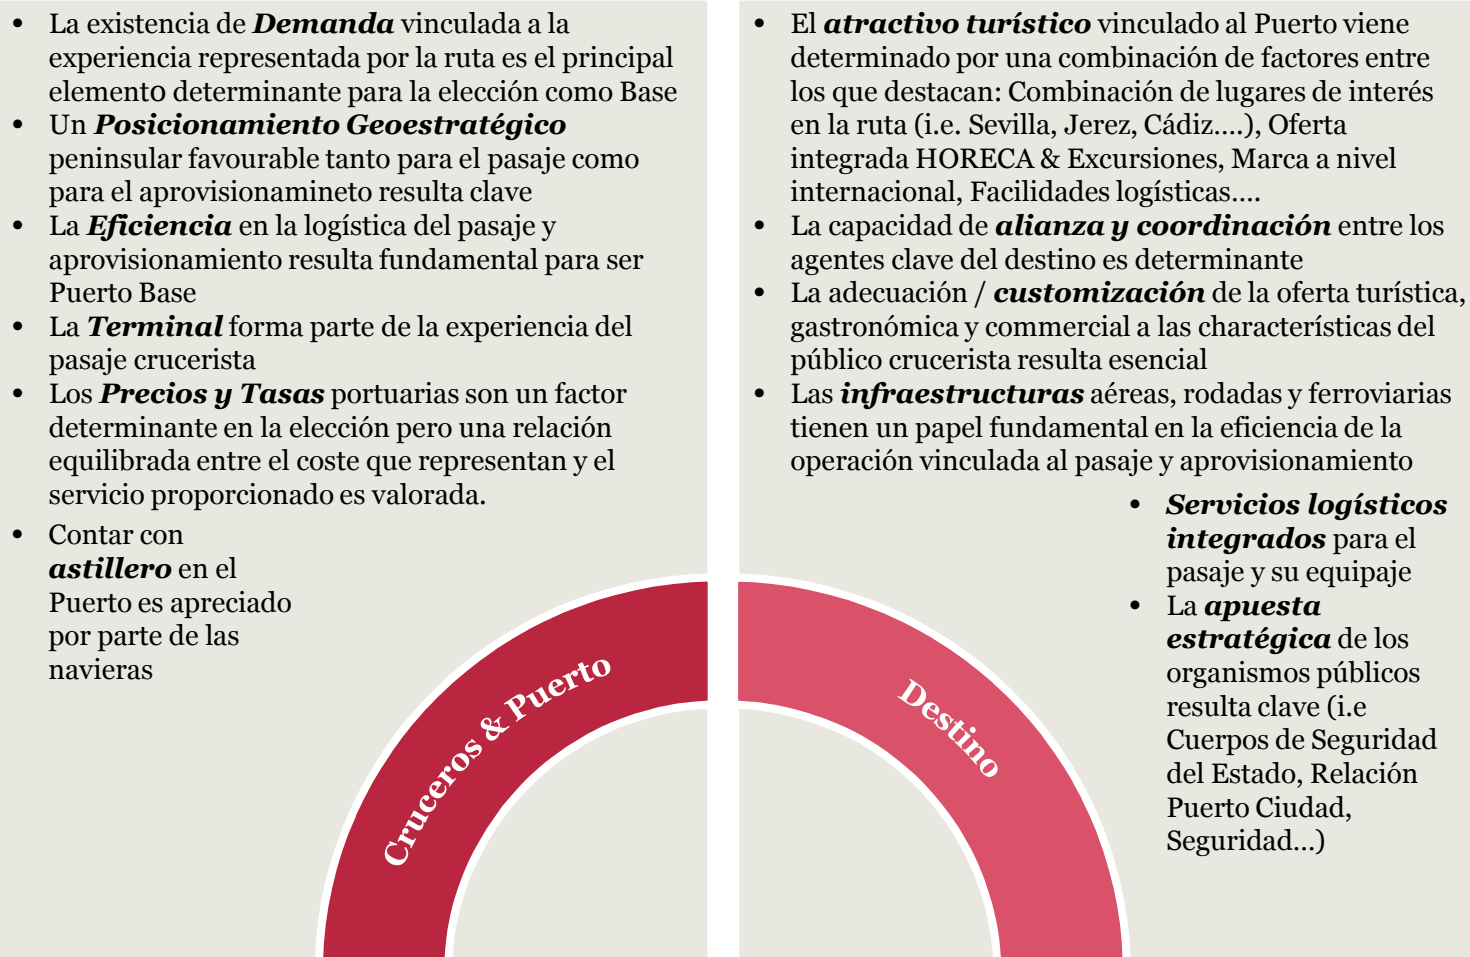 • La existencia de Demanda vinculada a la
experiencia representada por la ruta es el principal
elemento determinante para la elección como Base
• Un Posicionamiento Geoestratégico
peninsular favourable tanto para el pasaje como
para el aprovisionamineto resulta clave
• La Eficiencia en la logística del pasaje y
aprovisionamiento resulta fundamental para ser
Puerto Base
• La Terminal forma parte de la experiencia del
pasaje crucerista
• Los Precios y Tasas portuarias son un factor
determinante en la elección pero una relación
equilibrada entre el coste que representan y el
servicio proporcionado es valorada.
• Contar con
astillero en el
Puerto es apreciado
por parte de las
navieras
Cruceros & Puerto
• El atractivo turístico vinculado al Puerto viene
determinado por una combinación de factores entre
los que destacan: Combinación de lugares de interés
en la ruta (i.e. Sevilla, Jerez, Cádiz....), Oferta
integrada HORECA & Excursiones, Marca a nivel
internacional, Facilidades logísticas....
• La capacidad de alianza y coordinación entre los
agentes clave del destino es determinante
• La adecuación / customización de la oferta turística,
gastronómica y commercial a las characterísticas del
público crucerista resulta esencial
• Las infraestructuras aéreas, rodadas y ferroviarias
tienen un papel fundamental en la eficiencia de la
operación vinculada al pasaje y aprovisionamiento
• Servicios logísticos
integrados para el
pasaje y su equipaje
• La apuesta
estratégica de los
organismos públicos
resulta clave (i.e
Cuerpos de Seguridad
del Estado, Relación
Puerto Ciudad,
Seguridad...)
Destino